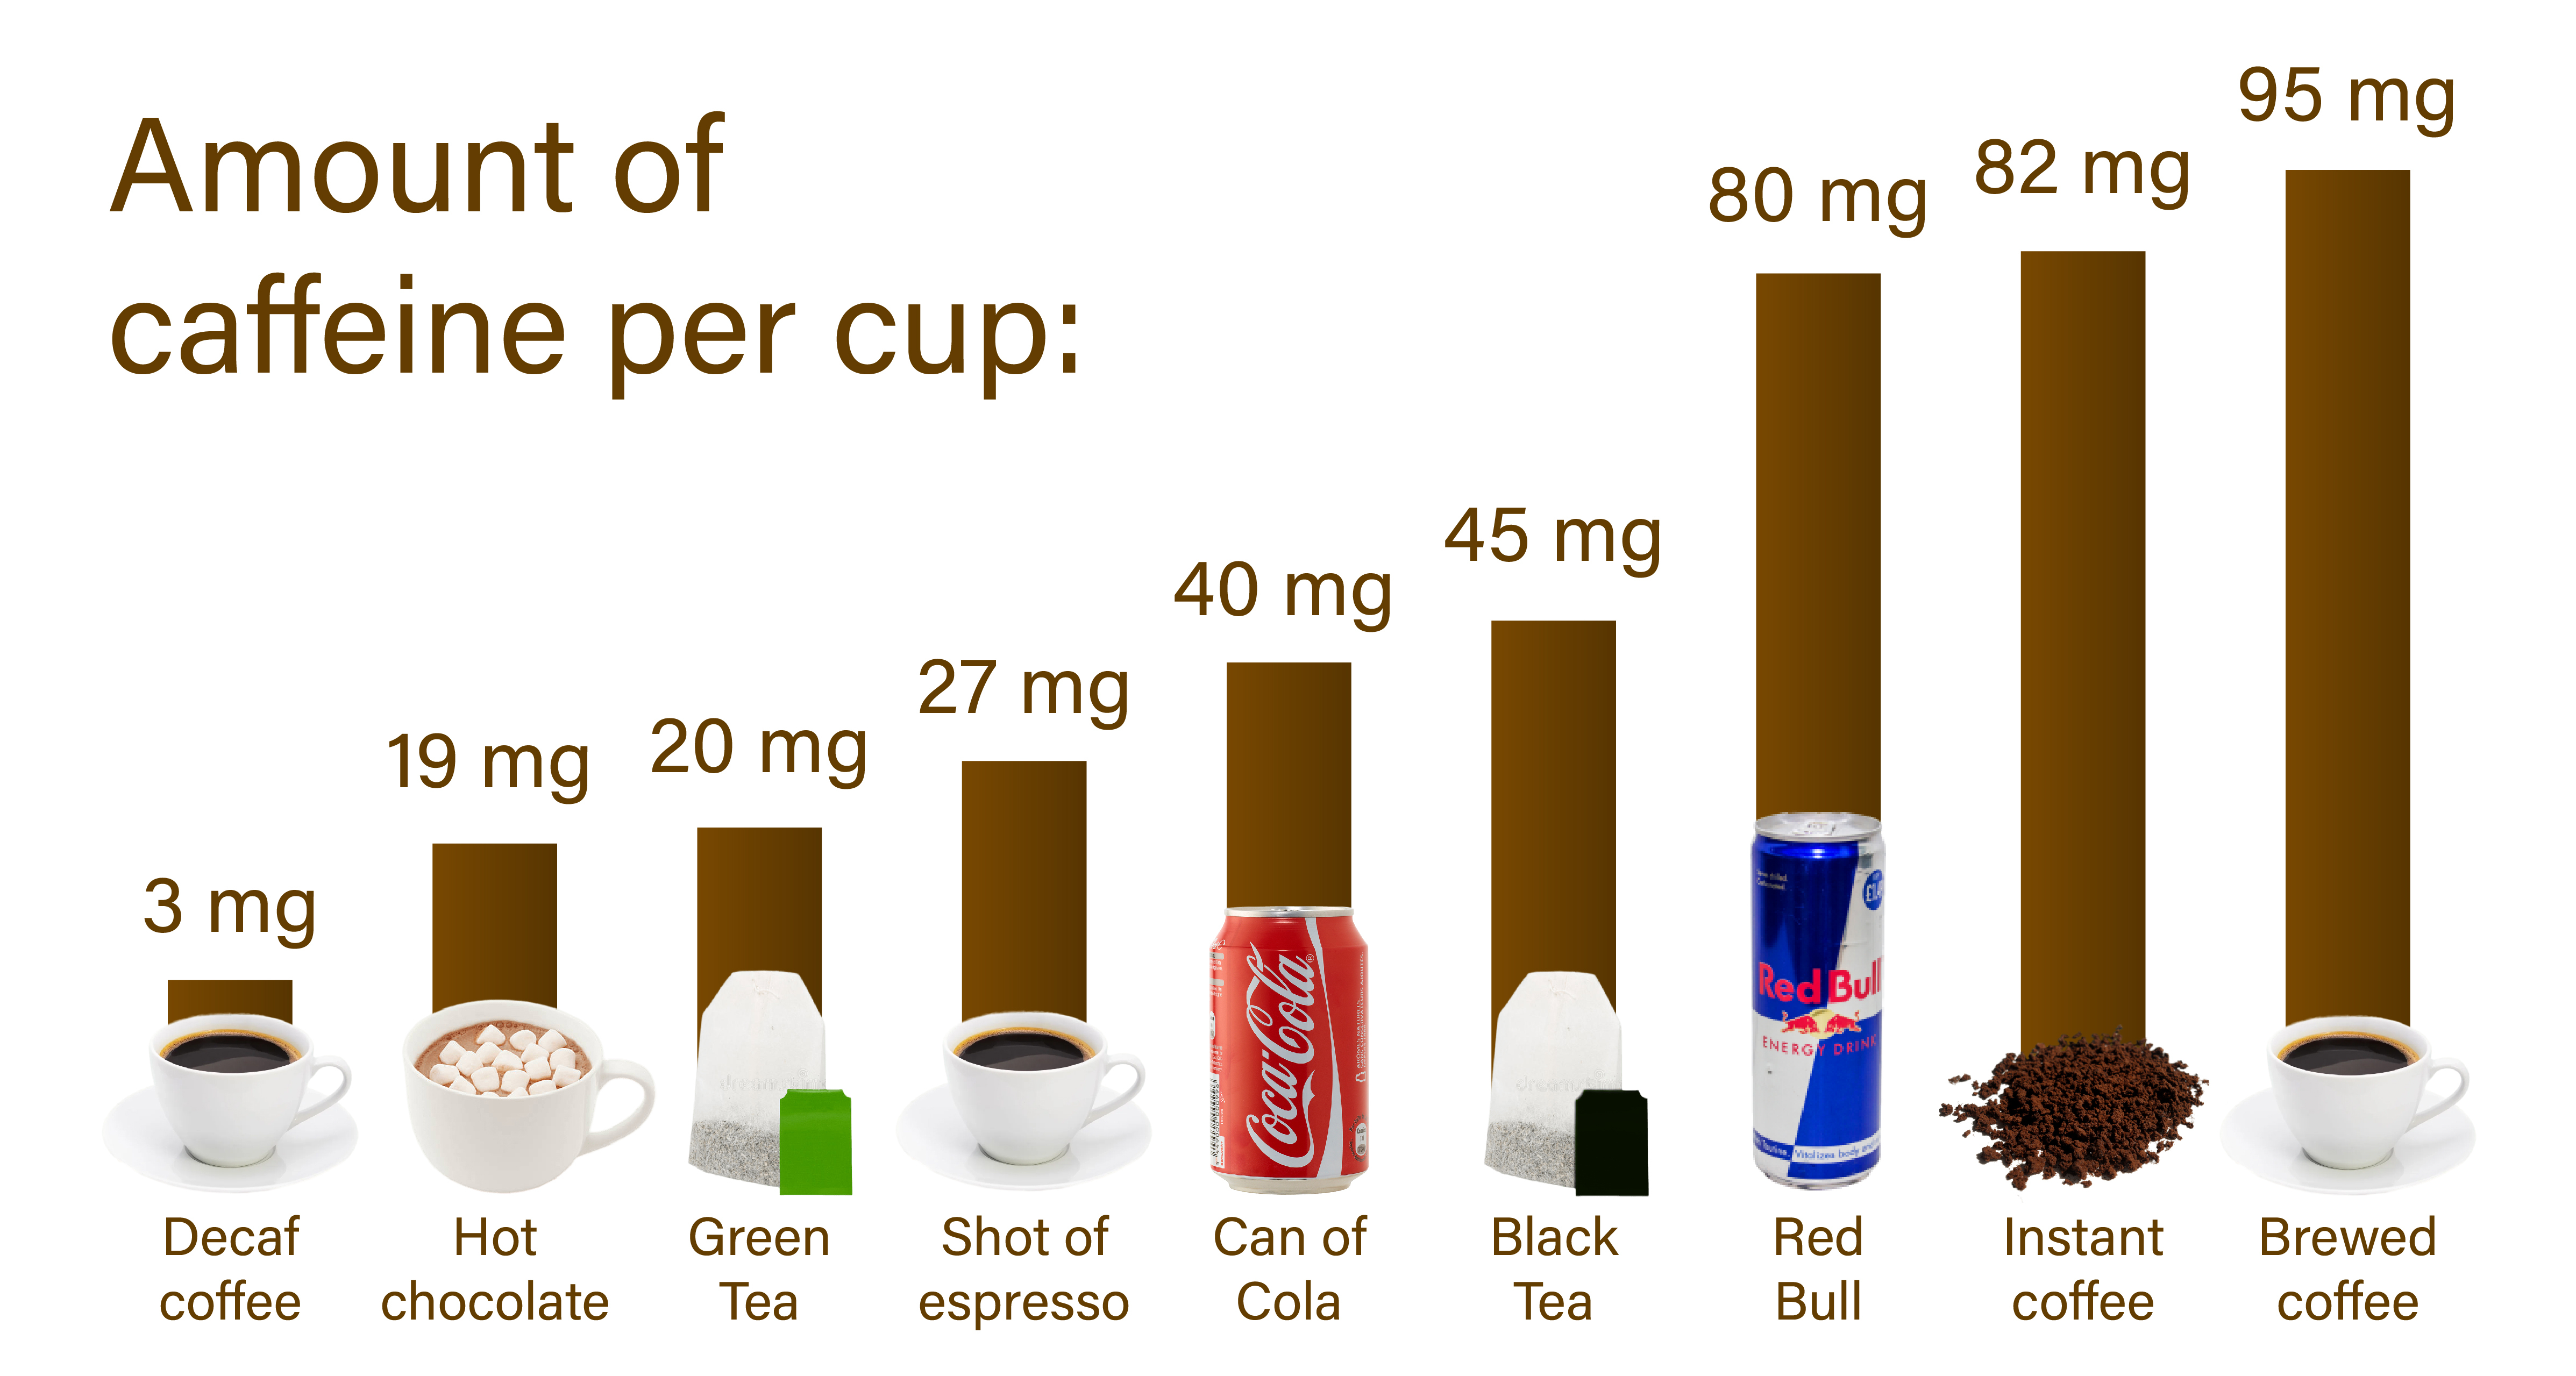 Amount of
caffeine per cup:
3 mg
19 mg
20 mg
27 mg
40 mg
45 mg
80 mg
82 mg
95 mg
Coca-Cola
Red Bull
ENERGY DRINK
Vitalizes body
Decaf
coffee
Hot
chocolate
Green
Tea
Shot of
espresso
Can of
Cola
Black
Tea
Red
Bull
Instant
coffee
Brewed
coffee